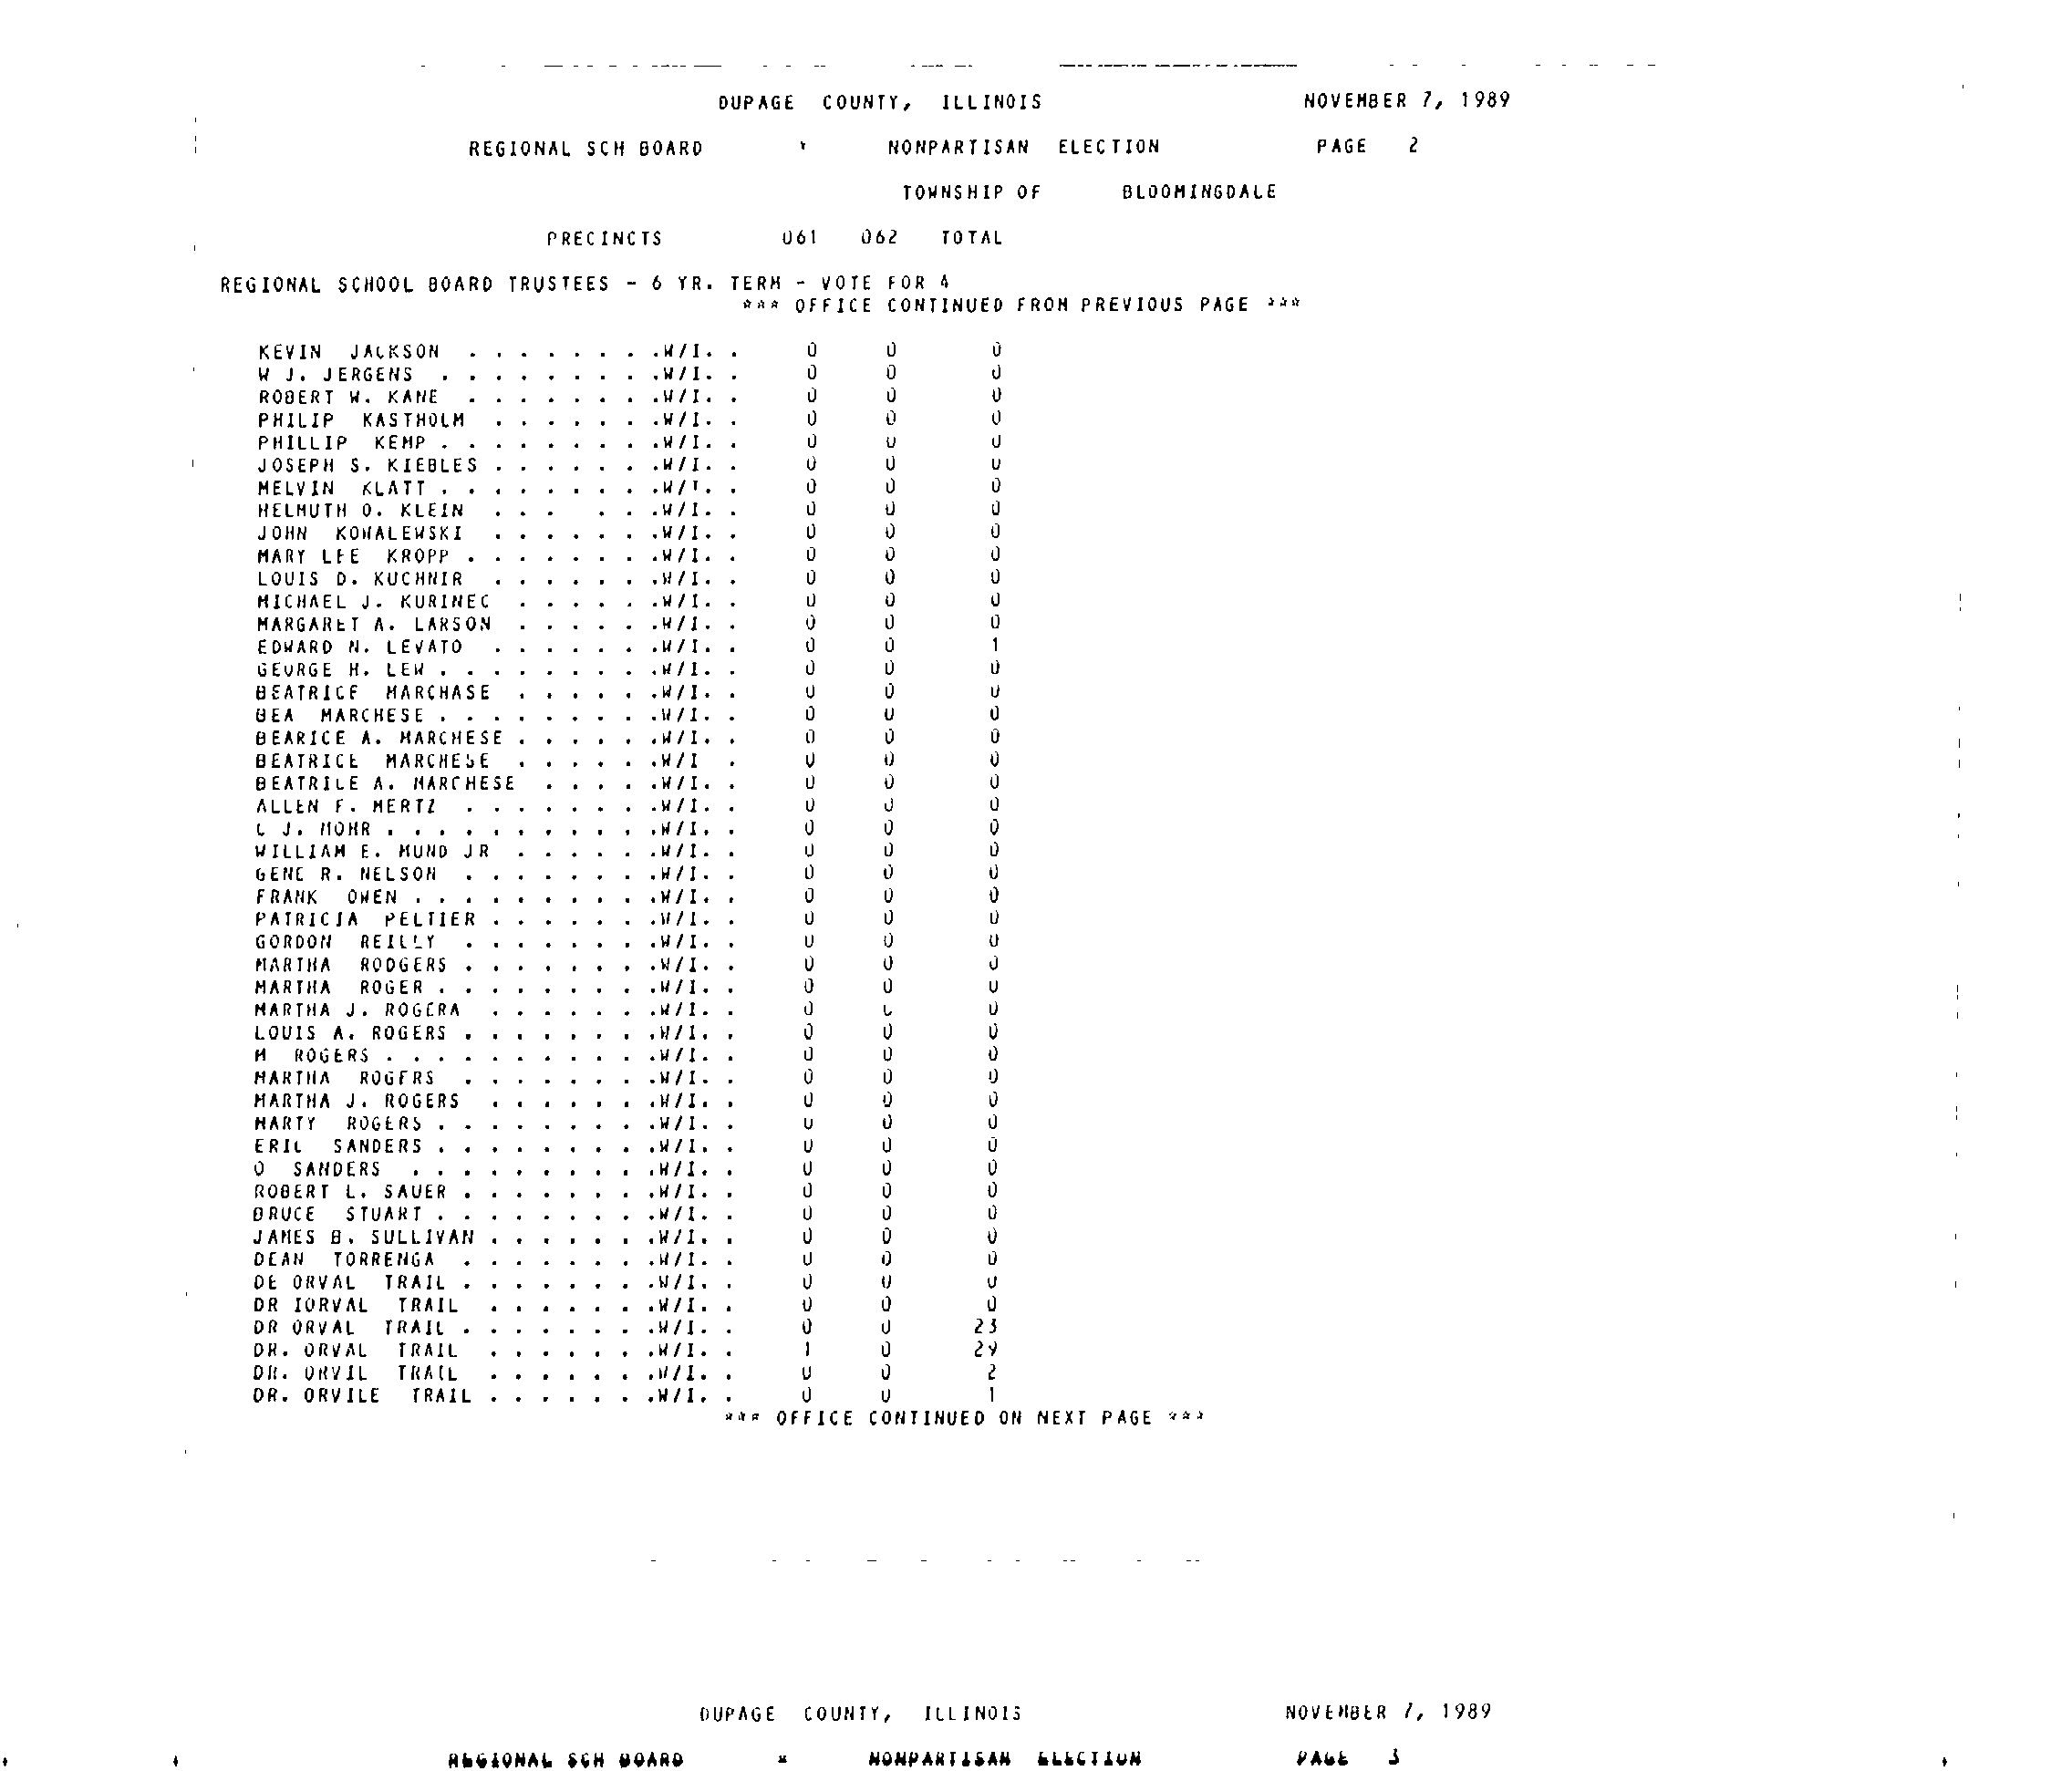 DUPAGE COUNTY, ILLINOIS NOVEMBER 7, 1989
REGIONAL SCH BOARD * NONPARTISAN ELECTION PAGE 2
TOWNSHIP OF BLOOMINGDALE
PRECINCTS 061 062 TOTAL
REGIONAL SCHOOL BOARD TRUSTEES - 6 YR. TERM - VOTE FOR 4
*** OFFICE CONTINUED FROM PREVIOUS PAGE ***
KEVIN JACKSON . . . . . . . .W/I. . 0 0 0
W J. JERGENS . . . . . . . . .W/I. . 0 0 0
ROBERT W. KANE . . . . . . . .W/I. . 0 0 0
PHILIP KASTHOLM . . . . . . .W/I. . 0 0 0
PHILLIP KEMP . . . . . . . . .W/I. . 0 0 0
JOSEPH S. KIEBLES . . . . . . .W/I. . 0 0 0
MELVIN KLATT . . . . . . . . .W/I. . 0 0 0
HELMUTH O. KLEIN . . . . . .W/I. . 0 0 0
JOHN KOWALEWSKI . . . . . . .W/I. . 0 0 0
MARY LEE KROPP . . . . . . . .W/I. . 0 0 0
LOUIS D. KUCHNIR . . . . . . .W/I. . 0 0 0
MICHAEL J. KURINEC . . . . . .W/I. . 0 0 0
MARGARET A. LARSON . . . . . .W/I. . 0 0 0
EDWARD N. LEVATO . . . . . . .W/I. . 0 0 1
GEORGE H. LEW . . . . . . . . .W/I. . 0 0 0
BEATRICE MARCHASE . . . . . .W/I. . 0 0 0
BEA MARCHESE . . . . . . . . .W/I. . 0 0 0
BEARICE A. MARCHESE . . . . . .W/I. . 0 0 0
BEATRICE MARCHESE . . . . . .W/I . 0 0 0
BEATRILE A. MARCHESE . . . . .W/I. . 0 0 0
ALLEN F. MERTZ . . . . . . . .W/I. . 0 0 0
C J. MOHR . . . . . . . . . . .W/I. . 0 0 0
WILLIAM E. MUND JR . . . . . .W/I. . 0 0 0
GENE R. NELSON . . . . . . . .W/I. . 0 0 0
FRANK OWEN . . . . . . . . . .W/I. . 0 0 0
PATRICIA PELTIER . . . . . . .W/I. . 0 0 0
GORDON REILLY . . . . . . . .W/I. . 0 0 0
MARTHA RODGERS . . . . . . . .W/I. . 0 0 0
MARTHA ROGER . . . . . . . . .W/I. . 0 0 0
MARTHA J. ROGERA . . . . . . .W/I. . 0 0 0
LOUIS A. ROGERS . . . . . . . .W/I. . 0 0 0
M ROGERS . . . . . . . . . . .W/I. . 0 0 0
MARTHA ROGERS . . . . . . . .W/I. . 0 0 0
MARTHA J. ROGERS . . . . . . .W/I. . 0 0 0
MARTY ROGERS . . . . . . . . .W/I. . 0 0 0
ERIC SANDERS . . . . . . . . .W/I. . 0 0 0
O SANDERS . . . . . . . . . .W/I. . 0 0 0
ROBERT L. SAUER . . . . . . . .W/I. . 0 0 0
BRUCE STUART . . . . . . . . .W/I. . 0 0 0
JAMES B. SULLIVAN . . . . . . .W/I. . 0 0 0
DEAN TORRENGA . . . . . . . .W/I. . 0 0 0
DE ORVAL TRAIL . . . . . . . .W/I. . 0 0 0
DR IORVAL TRAIL . . . . . . .W/I. . 0 0 0
DR ORVAL TRAIL . . . . . . . .W/I. . 0 0 23
DR. ORVAL TRAIL . . . . . . .W/I. . 1 0 29
DR. ORVIL TRAIL . . . . . . .W/I. . 0 0 2
DR. ORVILE TRAIL . . . . . . .W/I. . 0 0 1
*** OFFICE CONTINUED ON NEXT PAGE ***
DUPAGE COUNTY, ILLINOIS NOVEMBER 7, 1989
REGIONAL SCH BOARD * NONPARTISAN ELECTION PAGE 3